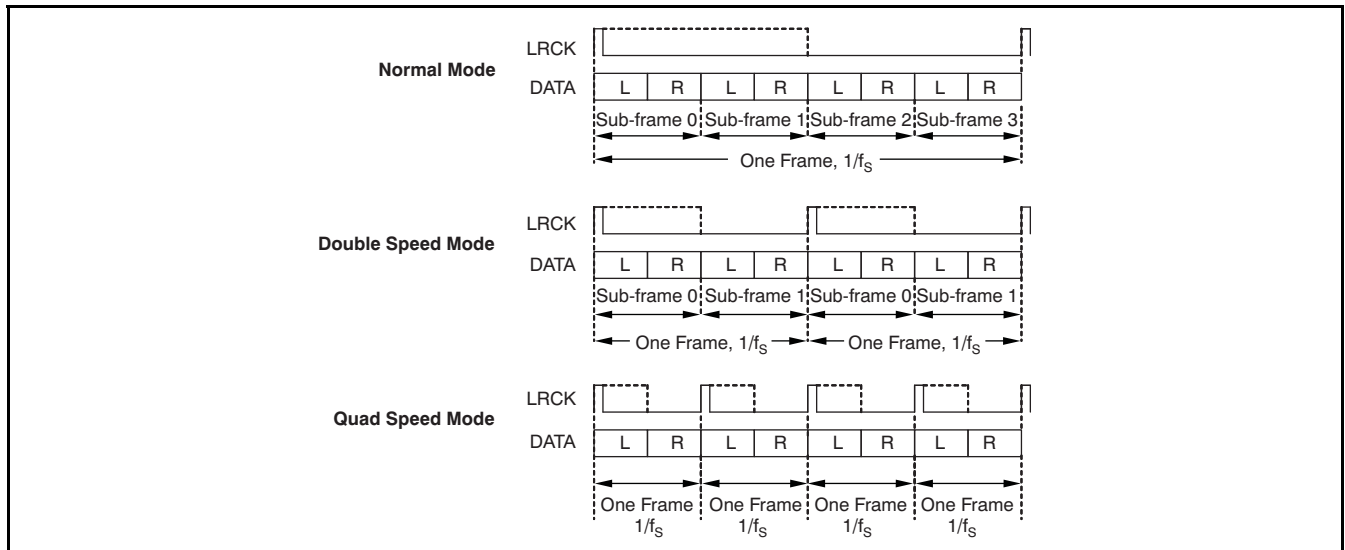 LRCK
Normal Mode
DATA L R L R L R L R
Sub-frame 0 Sub-frame 1 Sub-frame 2 Sub-frame 3
One Frame, 1/fS
LRCK
Double Speed Mode
DATA L R L R L R L R
Sub-frame 0 Sub-frame 1 Sub-frame 0 Sub-frame 1
One Frame, 1/fS One Frame, 1/fS
LRCK
Quad Speed Mode
DATA L R L R L R L R
One Frame One Frame One Frame One Frame
1/fS 1/fS 1/fS 1/fS